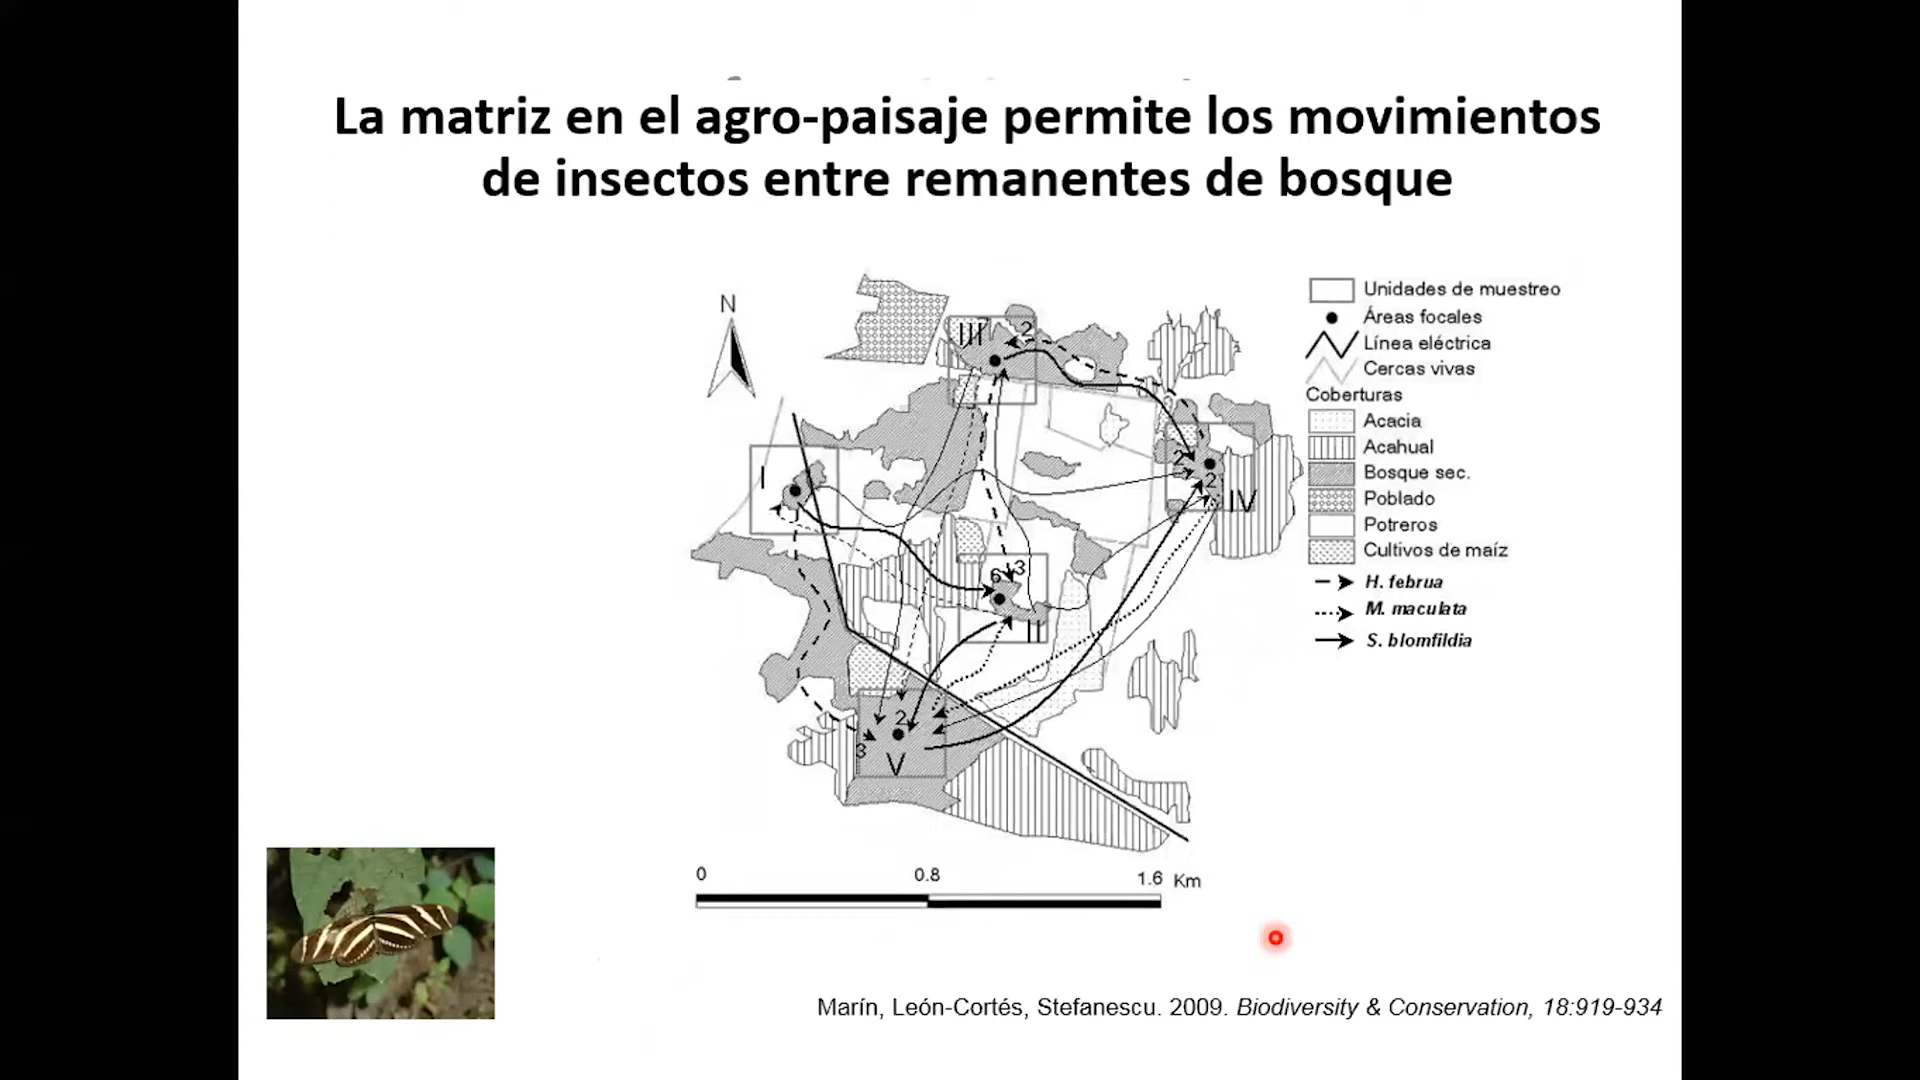 La matriz en el agro-paisaje permite los movimientos
de insectos entre remanentes de bosque
N
III
2
I
2
2
IV
6
3
II
2
3
V
Unidades de muestreo
Áreas focales
Línea eléctrica
Cercas vivas
Coberturas
Acacia
Acahual
Bosque sec.
Poblado
Potreros
Cultivos de maíz
H. februa
M. maculata
S. blomfildia
0 0.8 1.6 Km
Marín, León-Cortés, Stefanescu. 2009. Biodiversity & Conservation, 18:919-934